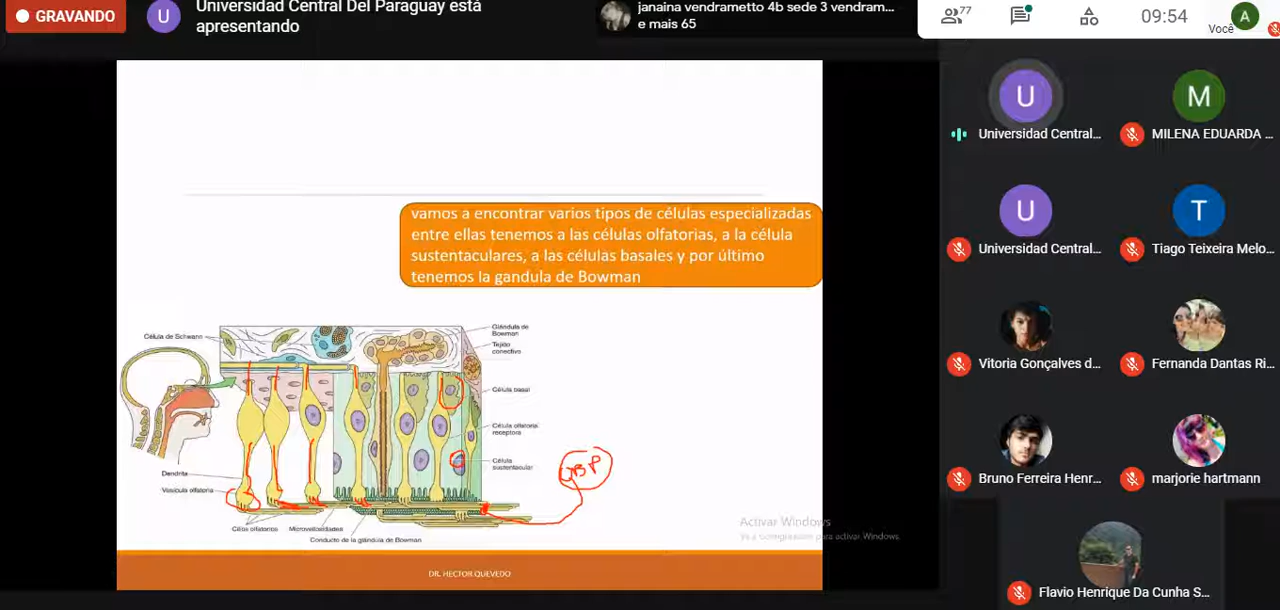 GRAVANDO
U
Universidad Central Del Paraguay está
apresentando
janaina vendrametto 4b sede 3 vendram...
e mais 65
77
09:54
Você
A
U
Universidad Central...
M
MILENA EDUARDA ...
U
Universidad Central...
T
Tiago Teixeira Melo...
Vitoria Gonçalves d...
Fernanda Dantas Ri...
Bruno Ferreira Henr...
marjorie hartmann
Flavio Henrique Da Cunha S...
vamos a encontrar varios tipos de células especializadas
entre ellas tenemos a las células olfatorias, a la célula
sustentaculares, a las células basales y por último
tenemos la gandula de Bowman
Célula de Schwann
Glándula de
Bowman
Tejido
conectivo
Célula basal
Célula olfatoria
receptora
Célula
sustentacular
Dendrita
Vesícula olfatoria
Cilios olfatorios
Microvellosidades
Conducto de la glándula de Bowman
OBP
Activar Windows
para activar Windows.
DR. HECTOR QUEVEDO